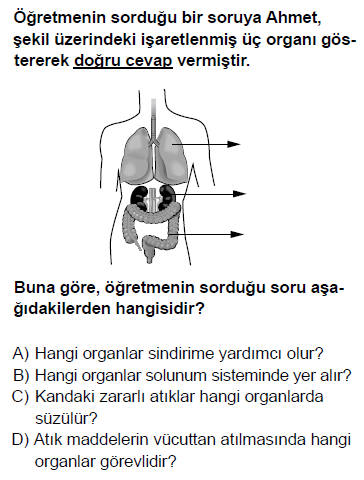 Öğretmenin sorduğu bir soruya Ahmet,
şekil üzerindeki işaretlenmiş üç organı gös-
tererek doğru cevap vermiştir.
Buna göre, öğretmenin sorduğu soru aşa-
ğıdakilerden hangisidir?
A) Hangi organlar sindirime yardımcı olur?
B) Hangi organlar solunum sisteminde yer alır?
C) Kandaki zararlı atıklar hangi organlarda
süzülür?
D) Atık maddelerin vücuttan atılmasında hangi
organlar görevlidir?